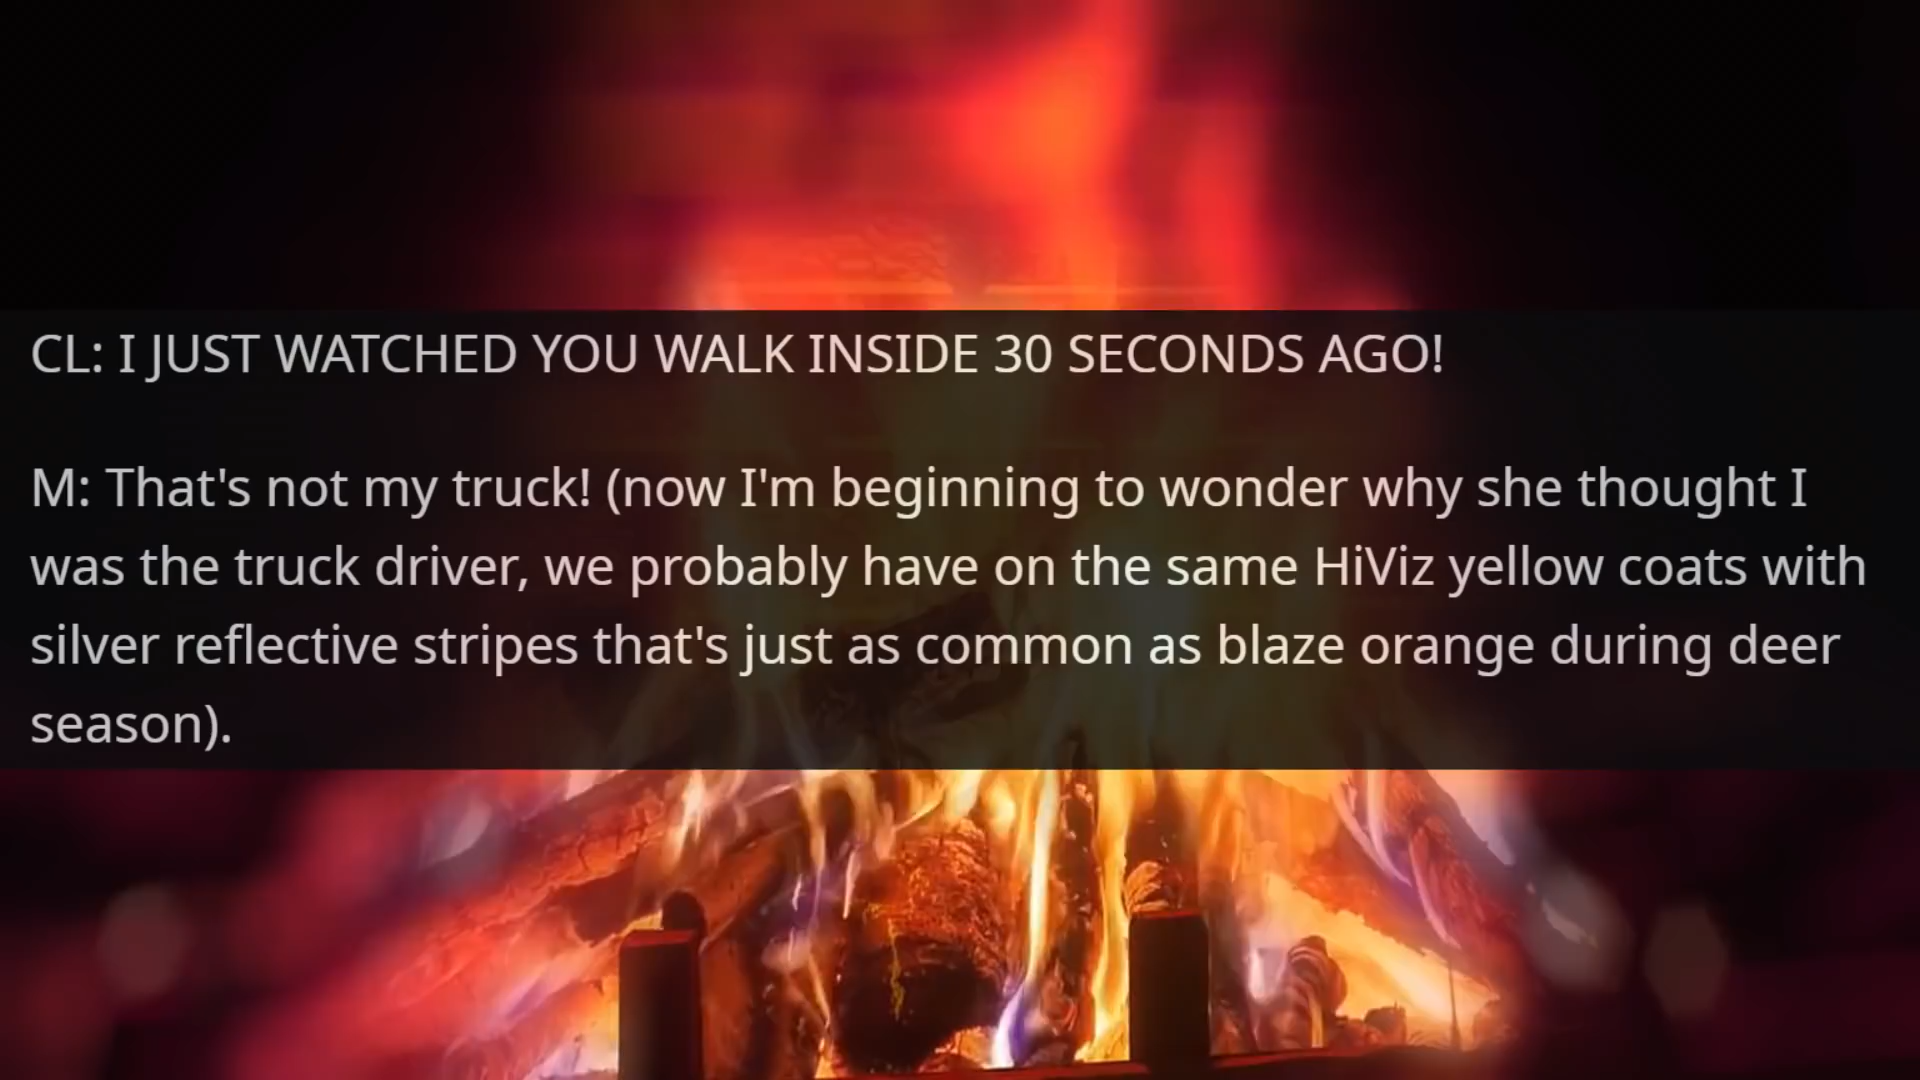 CL: I JUST WATCHED YOU WALK INSIDE 30 SECONDS AGO!
M: That's not my truck! (now I'm beginning to wonder why she thought I
was the truck driver, we probably have on the same HiViz yellow coats with
silver reflective stripes that's just as common as blaze orange during deer
season).